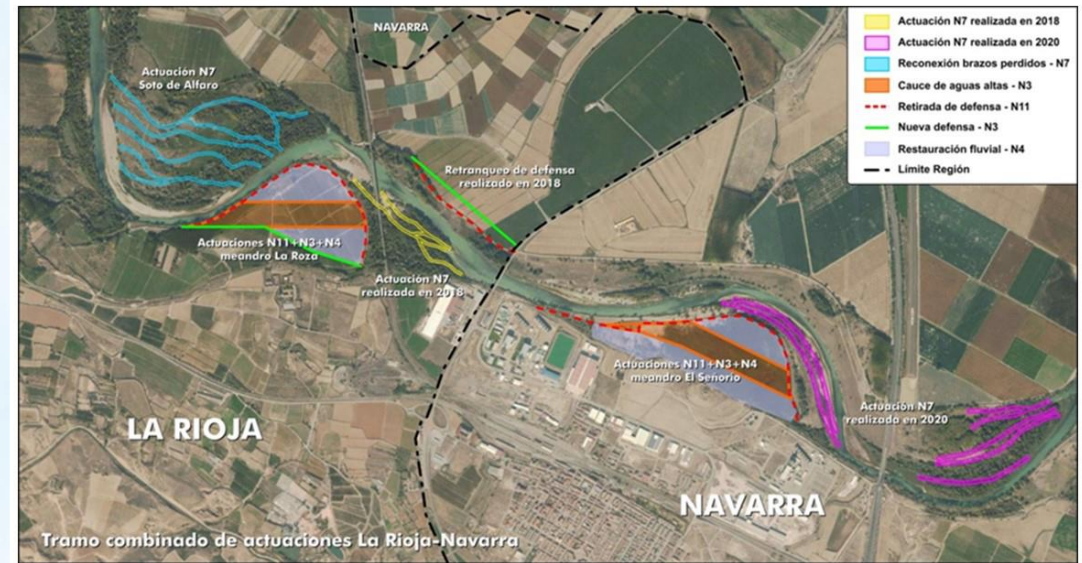 NAVARRA
Actuación N7
Soto de Alfaro
Retranqueo de defensa
realizado en 2018
Actuaciones N11+N3+N4
meandro La Roza
Actuación N7
realizada en 2018
Actuaciones N11+N3+N4
meandro El Señorío
Actuación N7
realizada en 2020
LA RIOJA
NAVARRA
Tramo combinado de actuaciones La Rioja-Navarra
Actuación N7 realizada en 2018
Actuación N7 realizada en 2020
Reconexión brazos perdidos - N7
Cauce de aguas altas - N3
Retirada de defensa - N11
Nueva defensa - N3
Restauración fluvial - N4
Límite Región